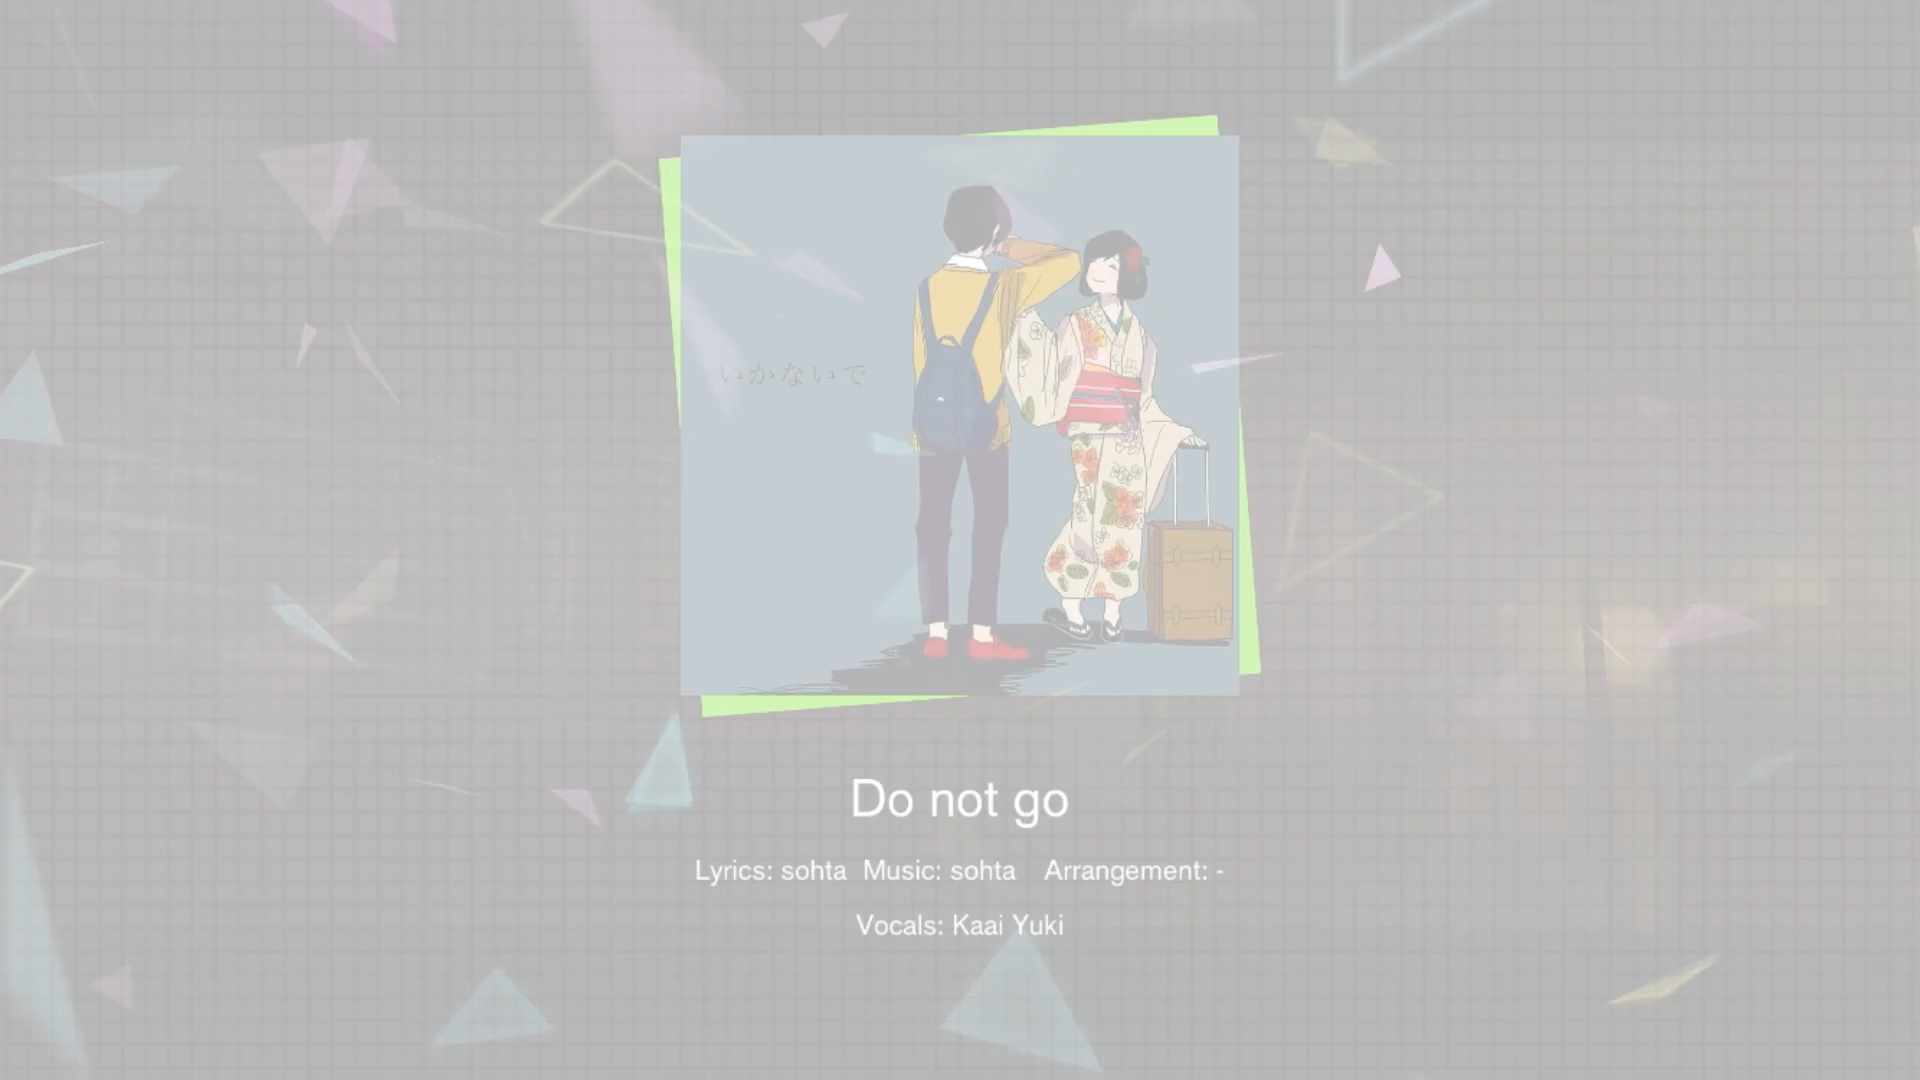 いかないで
Do not go
Lyrics: sohta Music: sohta Arrangement: -
Vocals: Kaai Yuki